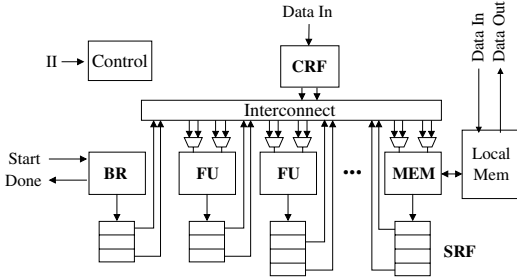 Data In
Data In
Data Out
II
Control
CRF
Interconnect
Start
Done
BR
FU
FU
...
MEM
Local
Mem
SRF